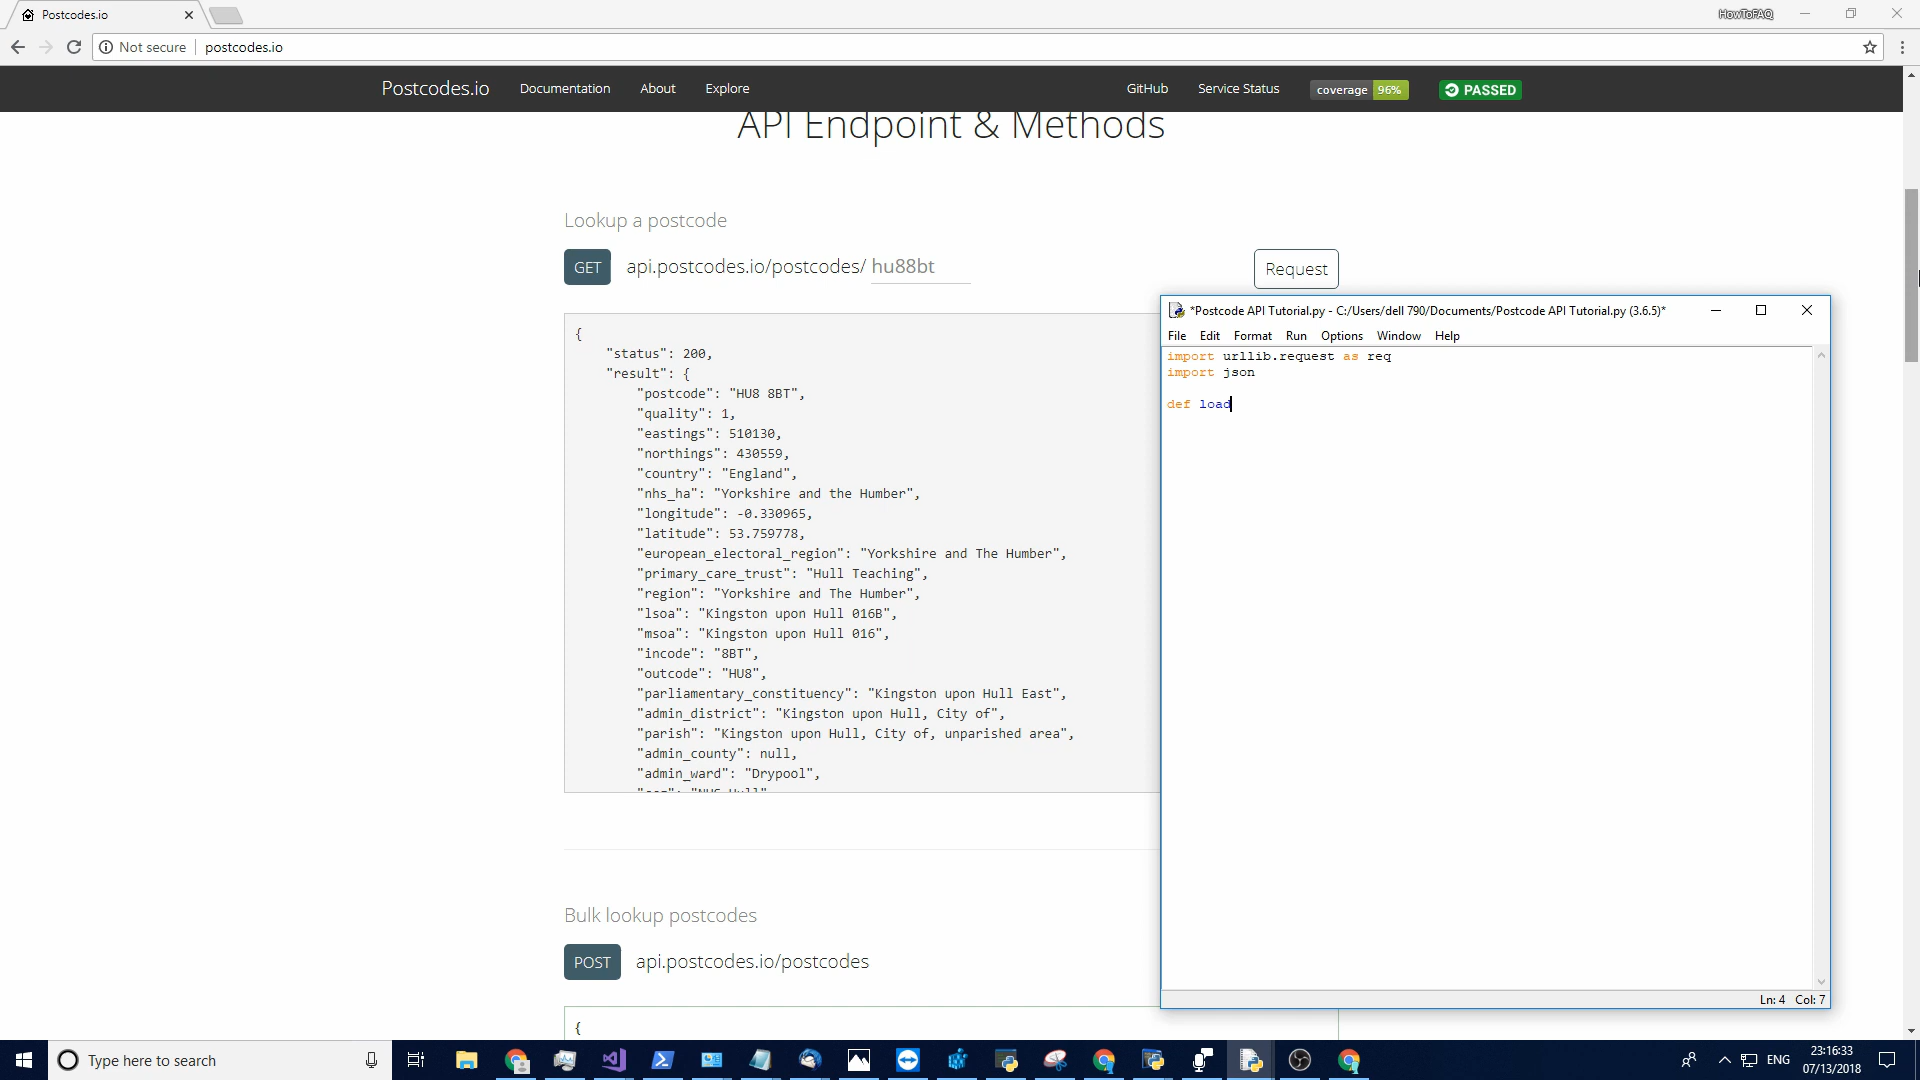 Postcodes.io
HowToFAQ
Not secure
postcodes.io
Postcodes.io Documentation About Explore GitHub Service Status coverage 96% PASSED
API Endpoint & Methods
Lookup a postcode
GET api.postcodes.io/postcodes/ hu88bt Request
{
"status": 200,
"result": {
"postcode": "HU8 8BT",
"quality": 1,
"eastings": 510130,
"northings": 430559,
"country": "England",
"nhs_ha": "Yorkshire and the Humber",
"longitude": -0.330965,
"latitude": 53.759778,
"european_electoral_region": "Yorkshire and The Humber",
"primary_care_trust": "Hull Teaching",
"region": "Yorkshire and The Humber",
"lsoa": "Kingston upon Hull 016B",
"msoa": "Kingston upon Hull 016",
"incode": "8BT",
"outcode": "HU8",
"parliamentary_constituency": "Kingston upon Hull East",
"admin_district": "Kingston upon Hull, City of",
"parish": "Kingston upon Hull, City of, unparished area",
"admin_county": null,
"admin_ward": "Drypool",
Bulk lookup postcodes
POST api.postcodes.io/postcodes
{
*Postcode API Tutorial.py - C:/Users/dell 790/Documents/Postcode API Tutorial.py (3.6.5)*
File Edit Format Run Options Window Help
import urllib.request as req
import json
def load
Ln: 4 Col: 7
Type here to search
ENG
23:16:33
07/13/2018